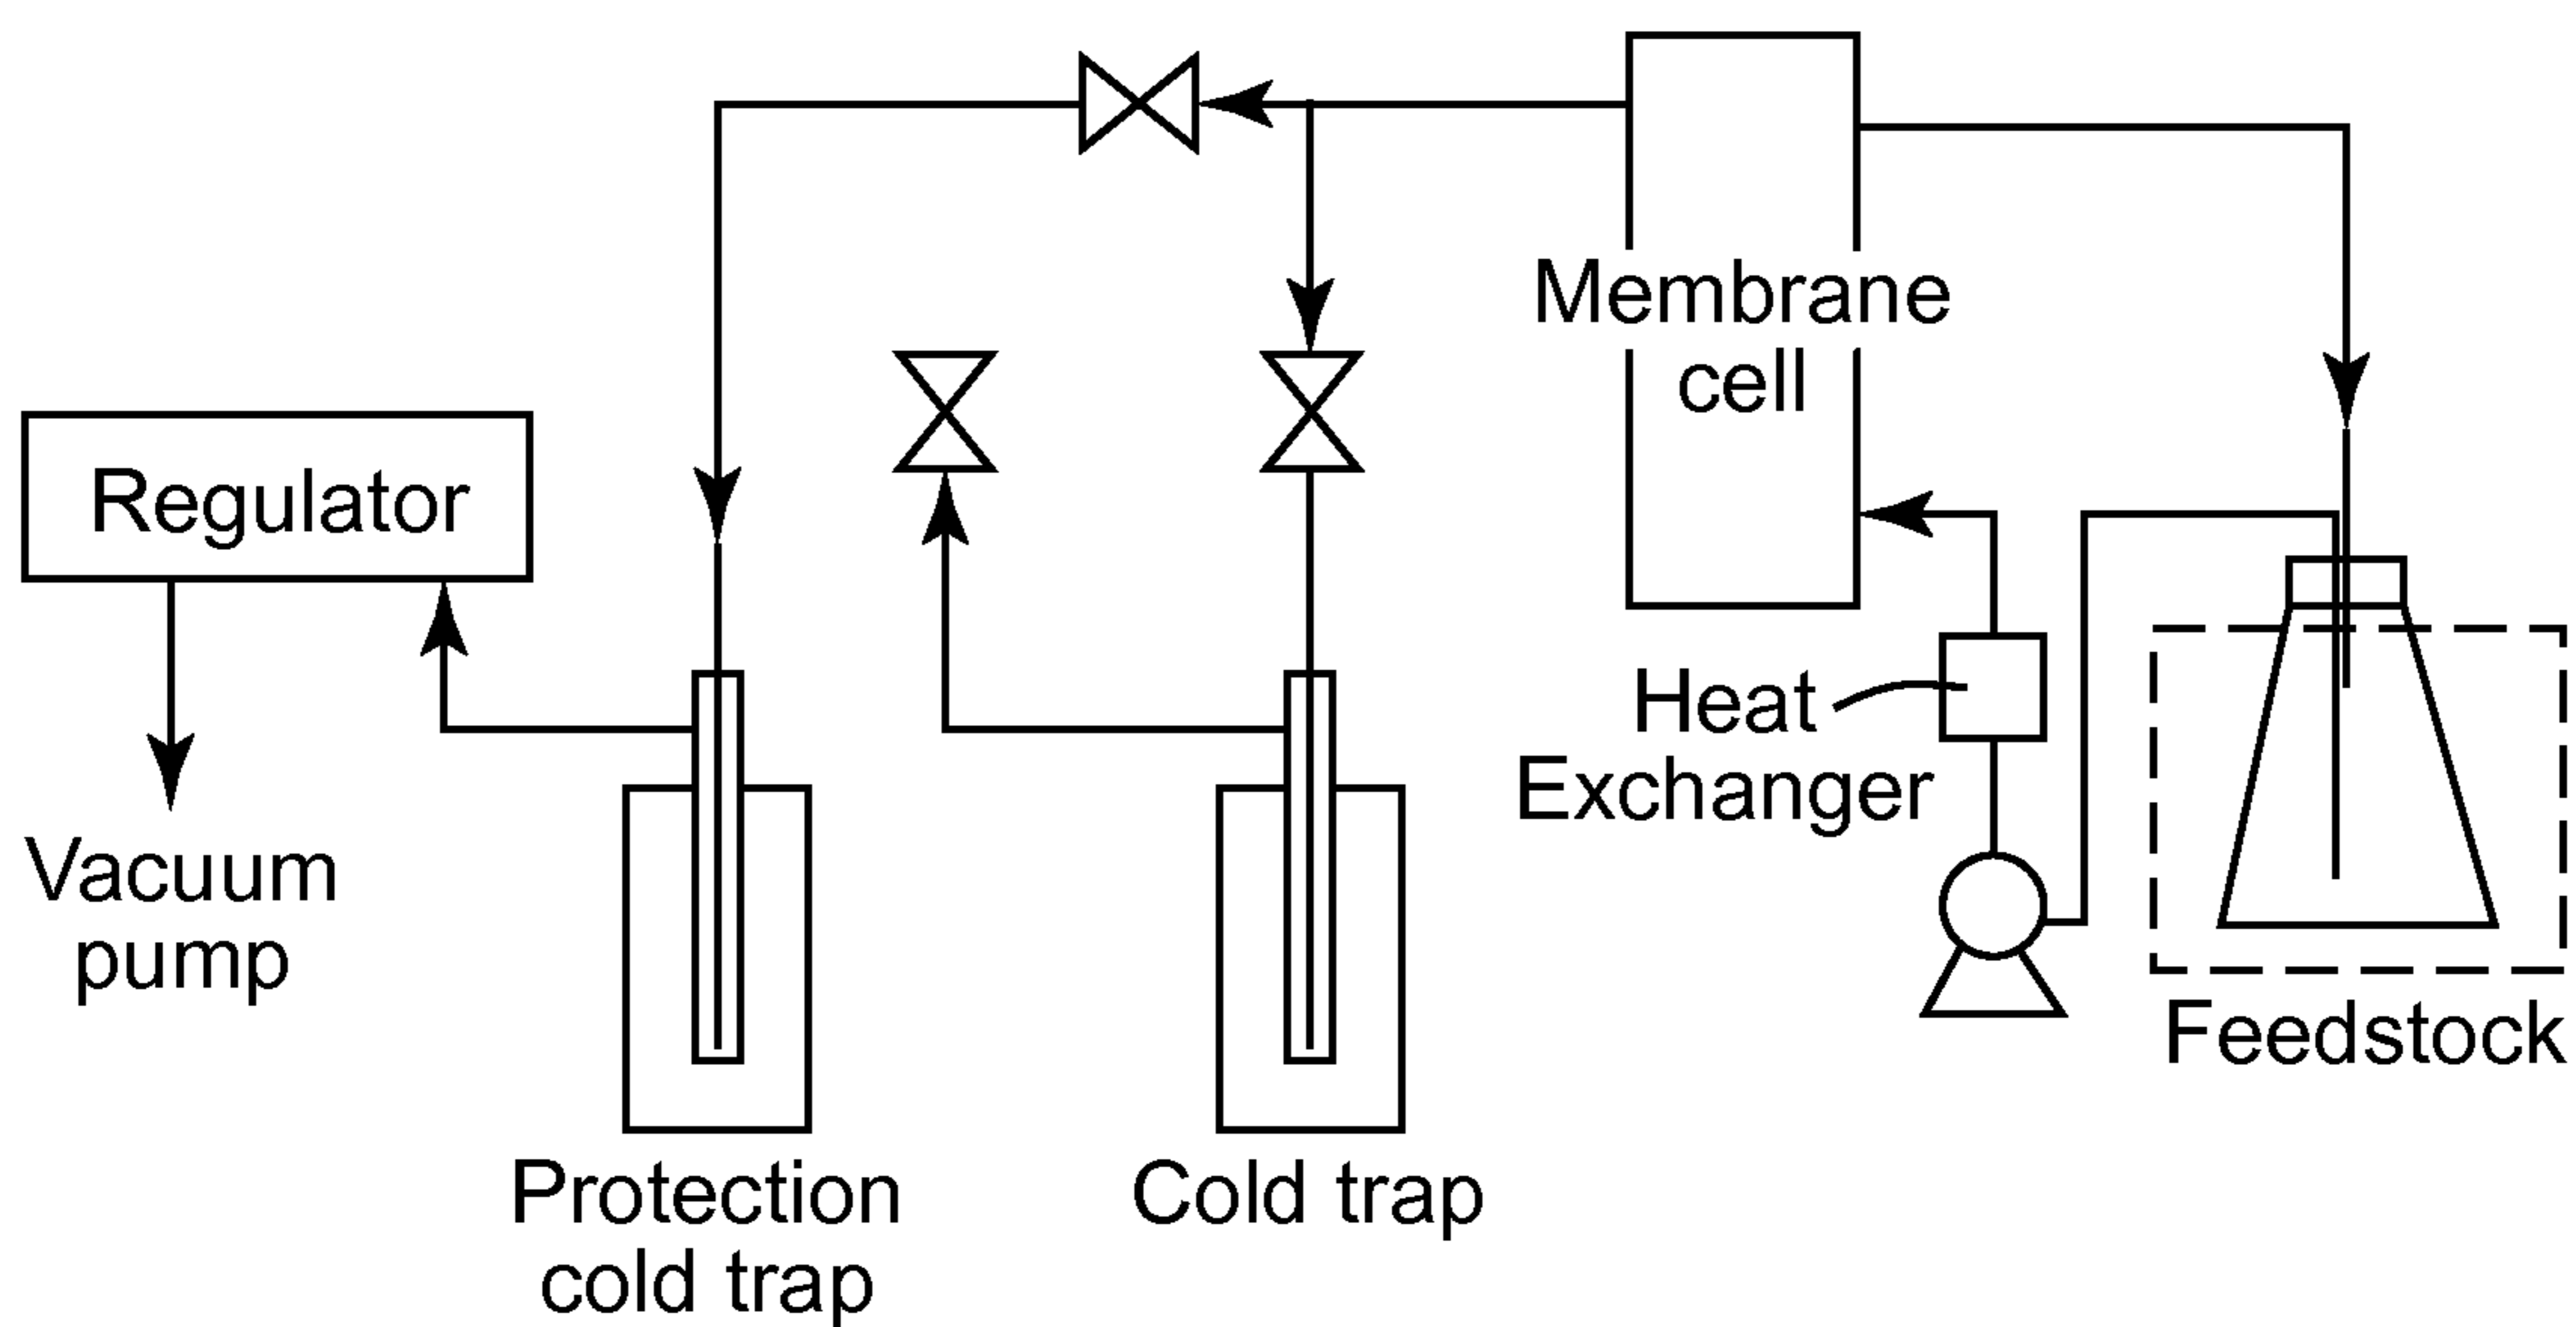 Membrane
cell
Regulator
Heat
Exchanger
Vacuum
pump
Feedstock
Protection
cold trap
Cold trap